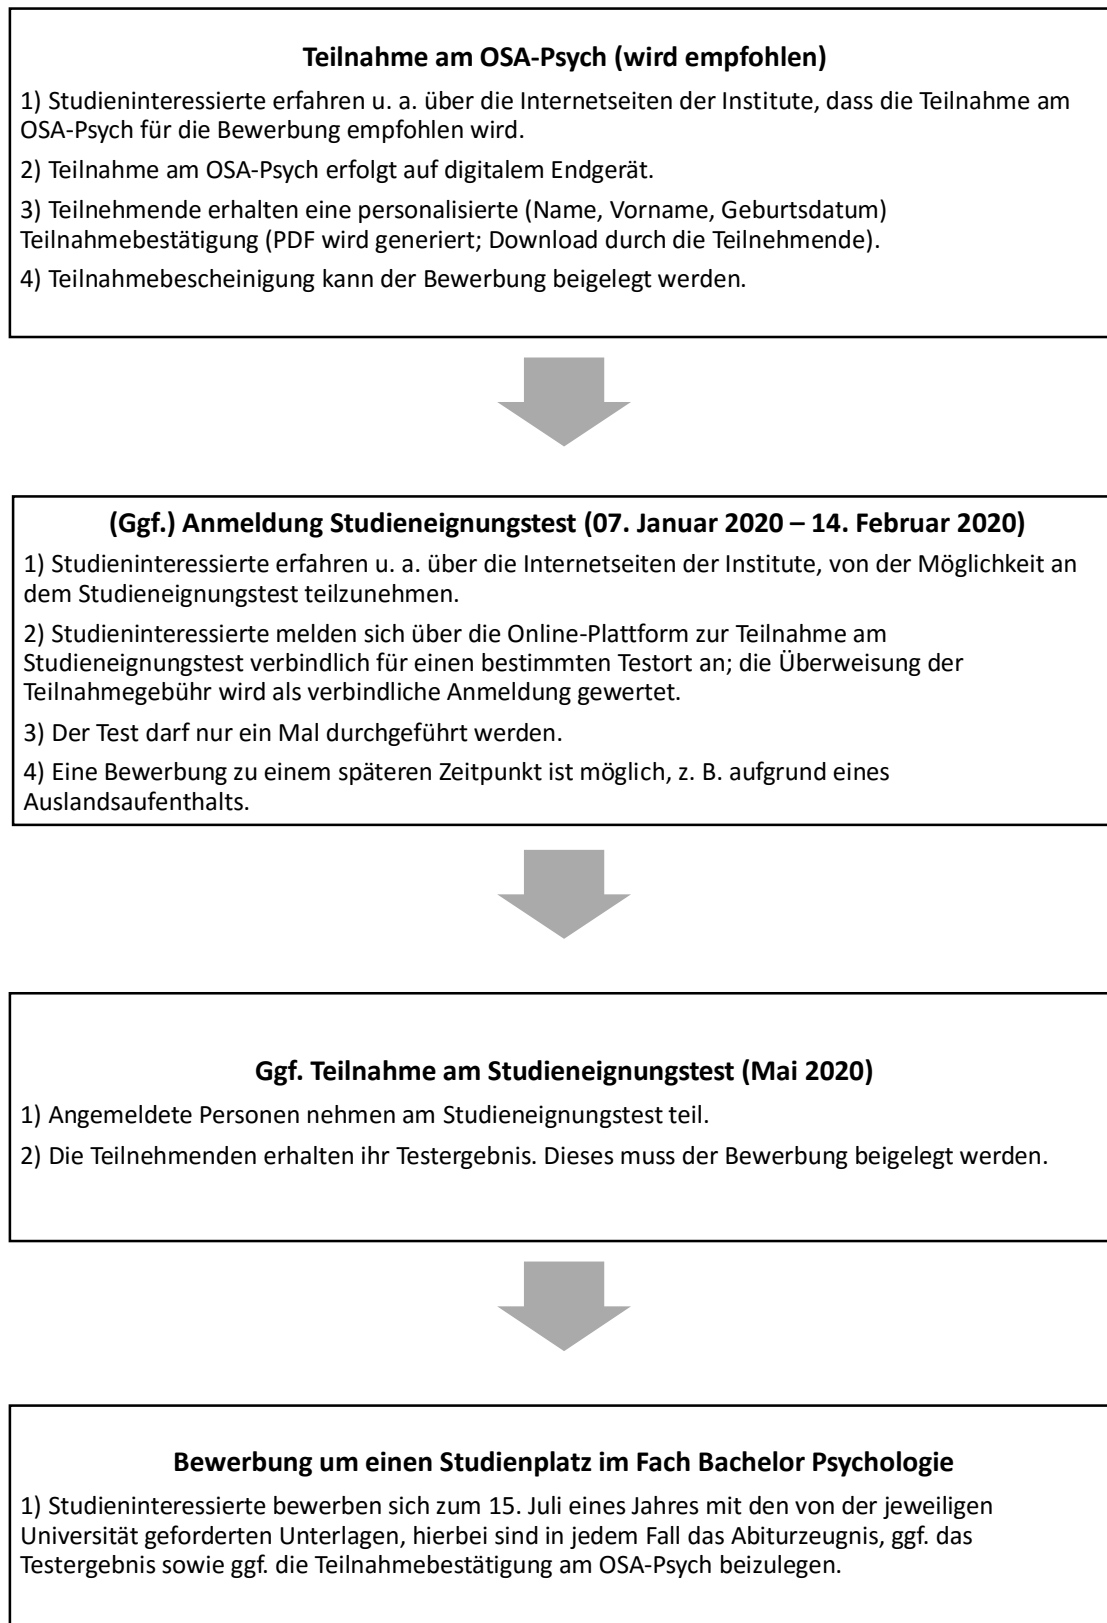 Teilnahme am OSA-Psych (wird empfohlen)
1) Studieninteressierte erfahren u. a. über die Internetseiten der Institute, dass die Teilnahme am
OSA-Psych für die Bewerbung empfohlen wird.
2) Teilnahme am OSA-Psych erfolgt auf digitalem Endgerät.
3) Teilnehmende erhalten eine personalisierte (Name, Vorname, Geburtsdatum)
Teilnahmebestätigung (PDF wird generiert; Download durch die Teilnehmende).
4) Teilnahmebescheinigung kann der Bewerbung beigelegt werden.
(Ggf.) Anmeldung Studieneignungstest (07. Januar 2020 – 14. Februar 2020)
1) Studieninteressierte erfahren u. a. über die Internetseiten der Institute, von der Möglichkeit an
dem Studieneignungstest teilzunehmen.
2) Studieninteressierte melden sich über die Online-Plattform zur Teilnahme am
Studieneignungstest verbindlich für einen bestimmten Testort an; die Überweisung der
Teilnahmegebühr wird als verbindliche Anmeldung gewertet.
3) Der Test darf nur ein Mal durchgeführt werden.
4) Eine Bewerbung zu einem späteren Zeitpunkt ist möglich, z. B. aufgrund eines
Auslandsaufenthalts.
Ggf. Teilnahme am Studieneignungstest (Mai 2020)
1) Angemeldete Personen nehmen am Studieneignungstest teil.
2) Die Teilnehmenden erhalten ihr Testergebnis. Dieses muss der Bewerbung beigelegt werden.
Bewerbung um einen Studienplatz im Fach Bachelor Psychologie
1) Studieninteressierte bewerben sich zum 15. Juli eines Jahres mit den von der jeweiligen
Universität geforderten Unterlagen, hierbei sind in jedem Fall das Abiturzeugnis, ggf. das
Testergebnis sowie ggf. die Teilnahmebestätigung am OSA-Psych beizulegen.